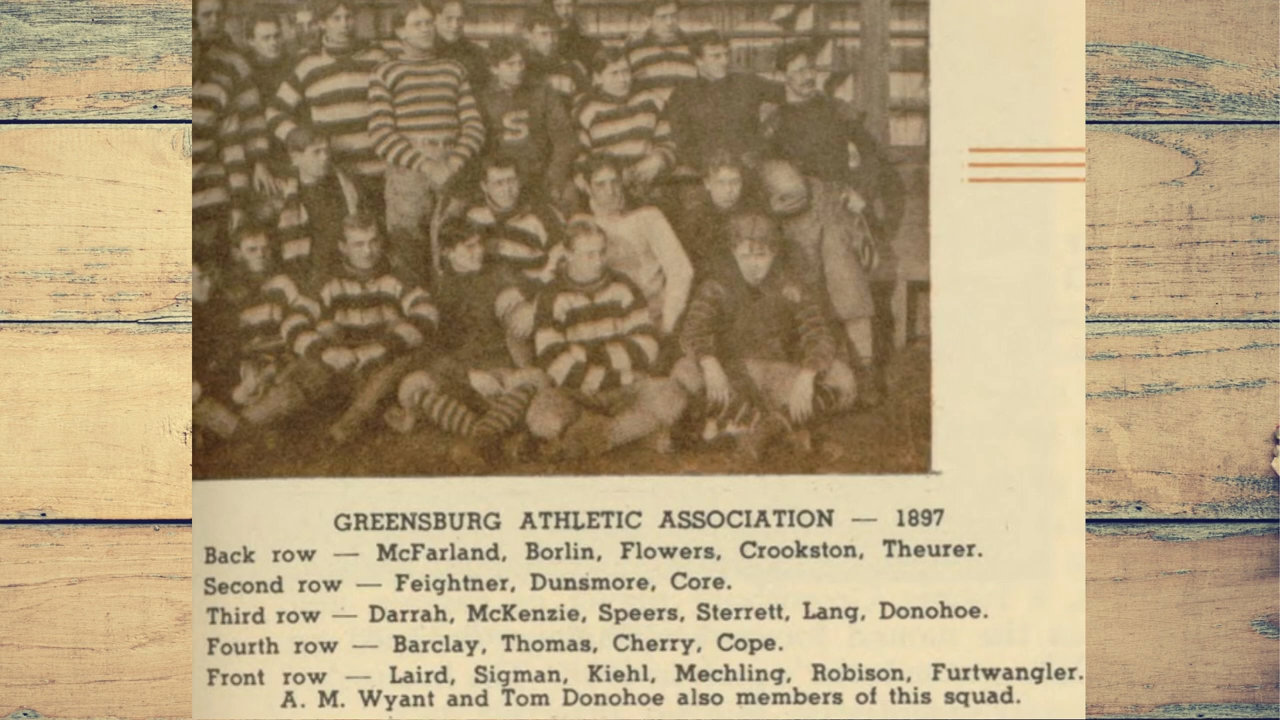 S
GREENSBURG ATHLETIC ASSOCIATION — 1897
Back row — McFarland, Borlin, Flowers, Crookston, Theurer.
Second row — Feightner, Dunsmore, Core.
Third row — Darrah, McKenzie, Speers, Sterrett, Lang, Donohoe.
Fourth row — Barclay, Thomas, Cherry, Cope.
Front row — Laird, Sigman, Kiehl, Mechling, Robison, Furtwangler.
A. M. Wyant and Tom Donohoe also members of this squad.